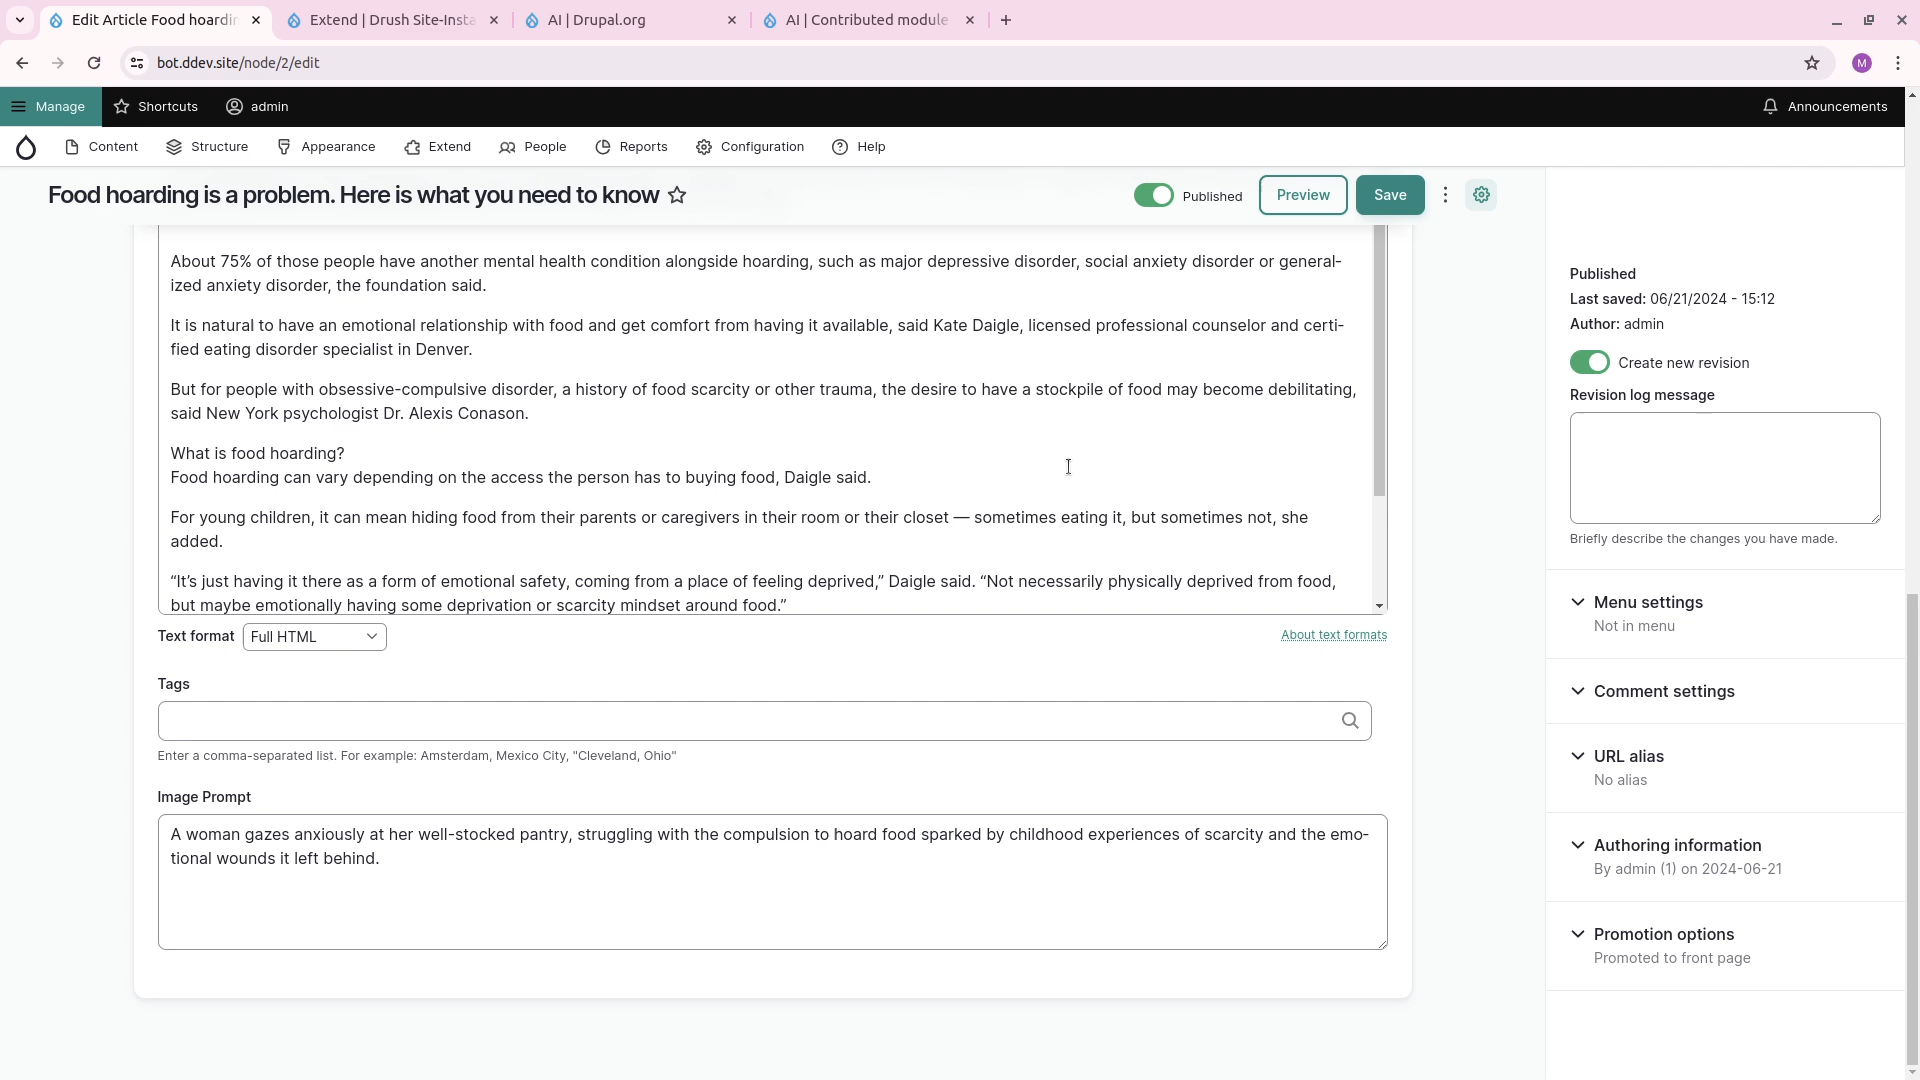 Edit Article Food hoardin
Extend | Drush Site-Insta
AI | Drupal.org
AI | Contributed module
bot.ddev.site/node/2/edit
M
Manage
Shortcuts
admin
Announcements
Content
Structure
Appearance
Extend
People
Reports
Configuration
Help
Food hoarding is a problem. Here is what you need to know
Published
Preview
Save
About 75% of those people have another mental health condition alongside hoarding, such as major depressive disorder, social anxiety disorder or general-
ized anxiety disorder, the foundation said.
It is natural to have an emotional relationship with food and get comfort from having it available, said Kate Daigle, licensed professional counselor and certi-
fied eating disorder specialist in Denver.
But for people with obsessive-compulsive disorder, a history of food scarcity or other trauma, the desire to have a stockpile of food may become debilitating,
said New York psychologist Dr. Alexis Conason.
What is food hoarding?
Food hoarding can vary depending on the access the person has to buying food, Daigle said.
For young children, it can mean hiding food from their parents or caregivers in their room or their closet — sometimes eating it, but sometimes not, she
added.
“It’s just having it there as a form of emotional safety, coming from a place of feeling deprived,” Daigle said. “Not necessarily physically deprived from food,
but maybe emotionally having some deprivation or scarcity mindset around food.”
Text format
Full HTML
About text formats
Tags
Enter a comma-separated list. For example: Amsterdam, Mexico City, "Cleveland, Ohio"
Image Prompt
A woman gazes anxiously at her well-stocked pantry, struggling with the compulsion to hoard food sparked by childhood experiences of scarcity and the emo-
tional wounds it left behind.
Published
Last saved: 06/21/2024 - 15:12
Author: admin
Create new revision
Revision log message
Briefly describe the changes you have made.
Menu settings
Not in menu
Comment settings
URL alias
No alias
Authoring information
By admin (1) on 2024-06-21
Promotion options
Promoted to front page